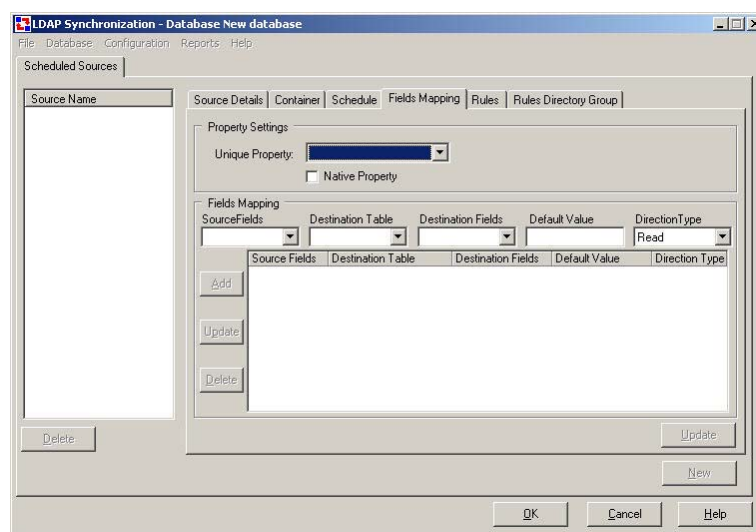 LDAP Synchronization - Database New database
File Database Configuration Reports Help
Scheduled Sources
Source Name
Source Details Container Schedule Fields Mapping Rules Rules Directory Group
Property Settings
Unique Property:
Native Property
Fields Mapping
SourceFields Destination Table Destination Fields Default Value DirectionType
Read
Source Fields Destination Table Destination Fields Default Value Direction Type
Add
Update
Delete
Delete
Update
New
OK Cancel Help